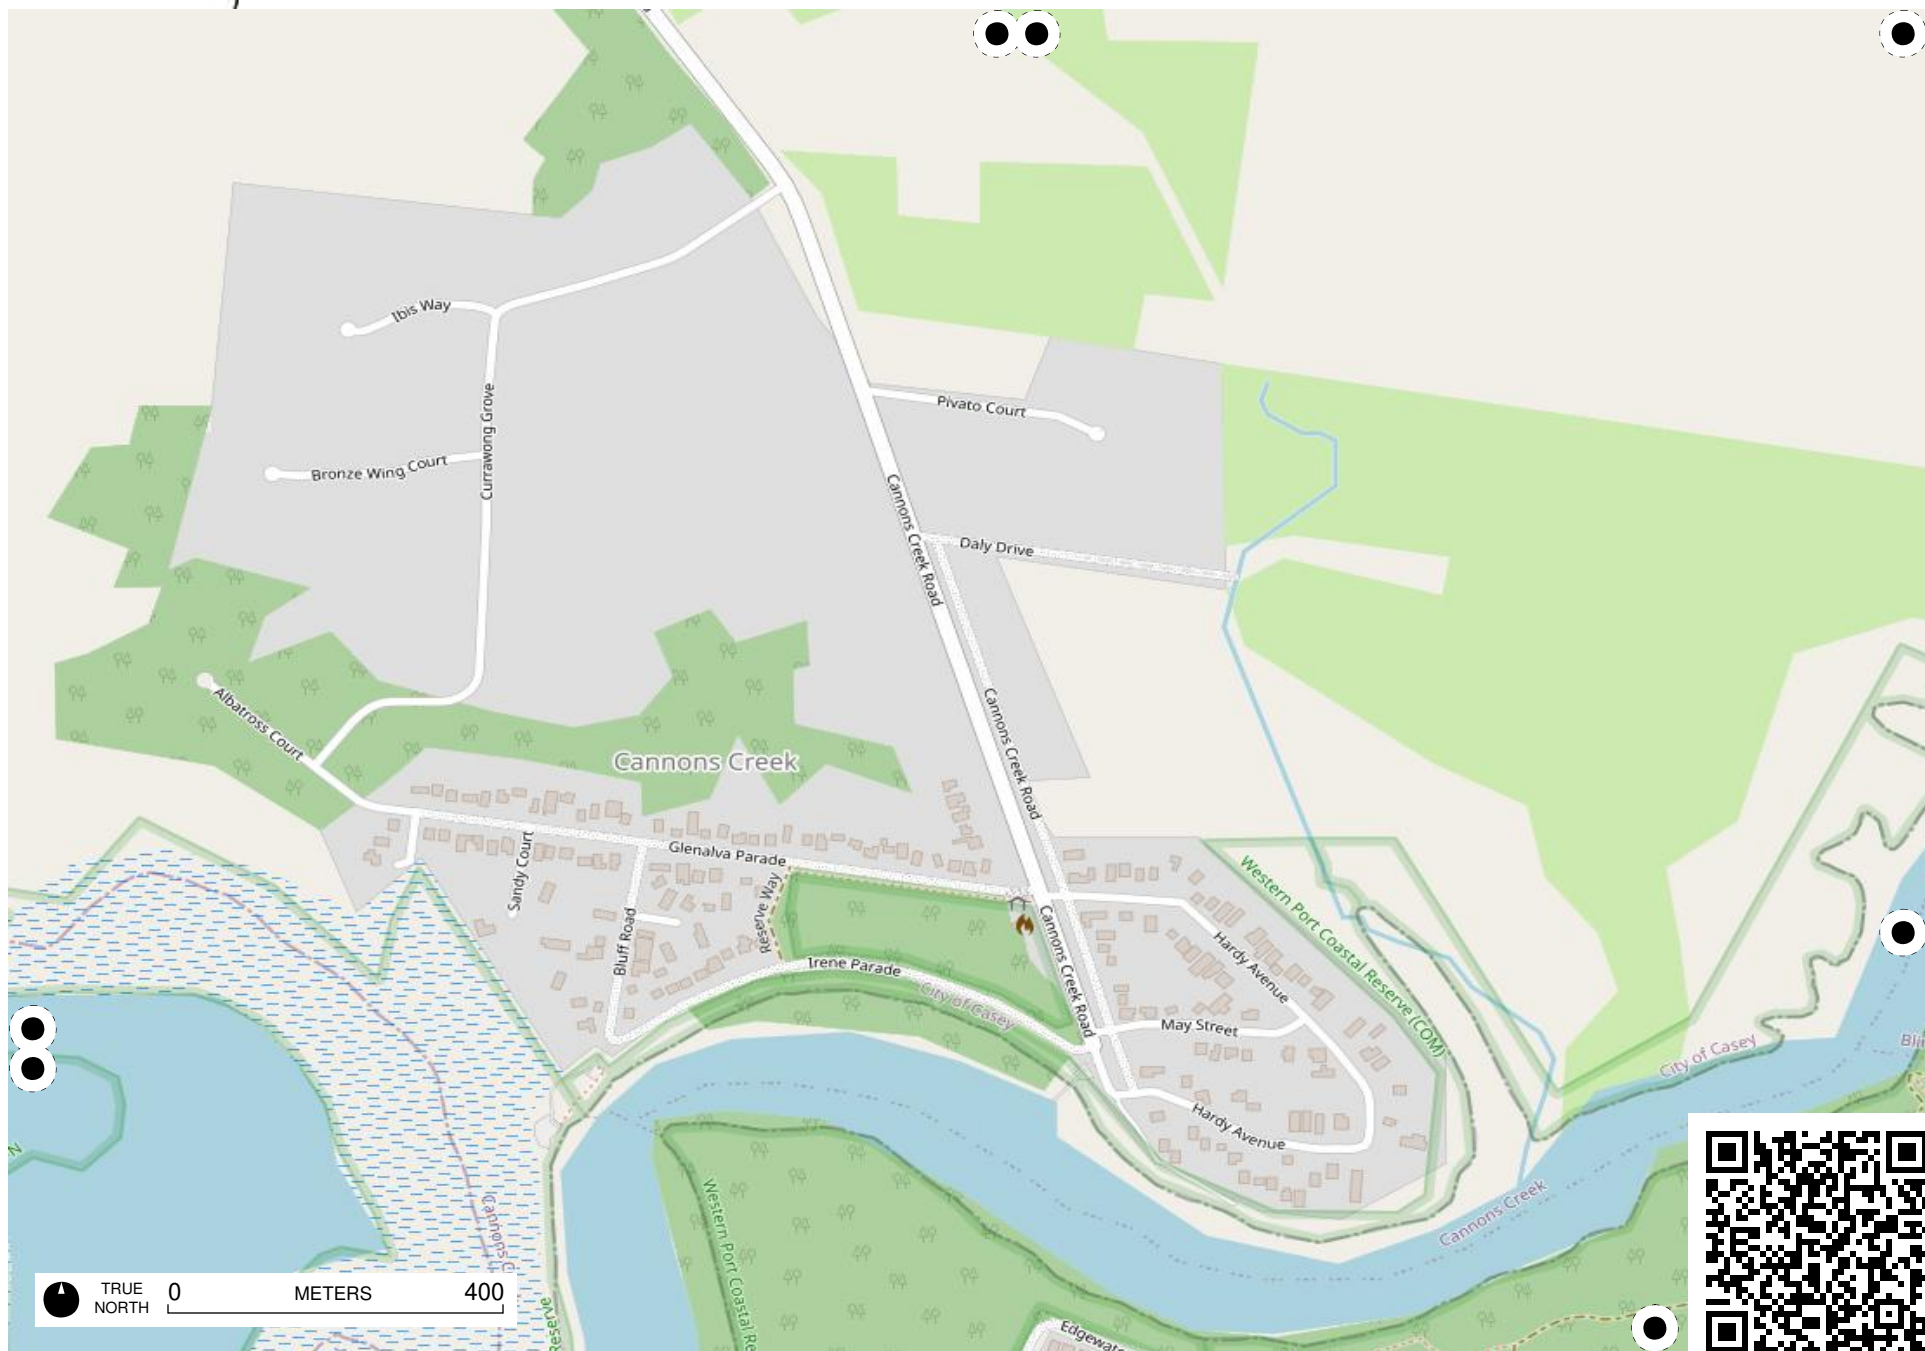 Ibis Way
Currawong Grove
Pivato Court
Bronze Wing Court
Cannons Creek Road
Daly Drive
Albatross Court
Cannons Creek Road
Cannons Creek
Glenalva Parade
Sandy Court
Reserve Way
Bluff Road
Irene Parade
City of Casey
Cannons Creek Road
Hardy Avenue
May Street
Hardy Avenue
Western Port Coastal Reserve (COM)
City of Casey
Cannons Creek
Western Port Coastal Re
Cannons C
Reserve
Edgewate
TRUE
NORTH
0 METERS 400